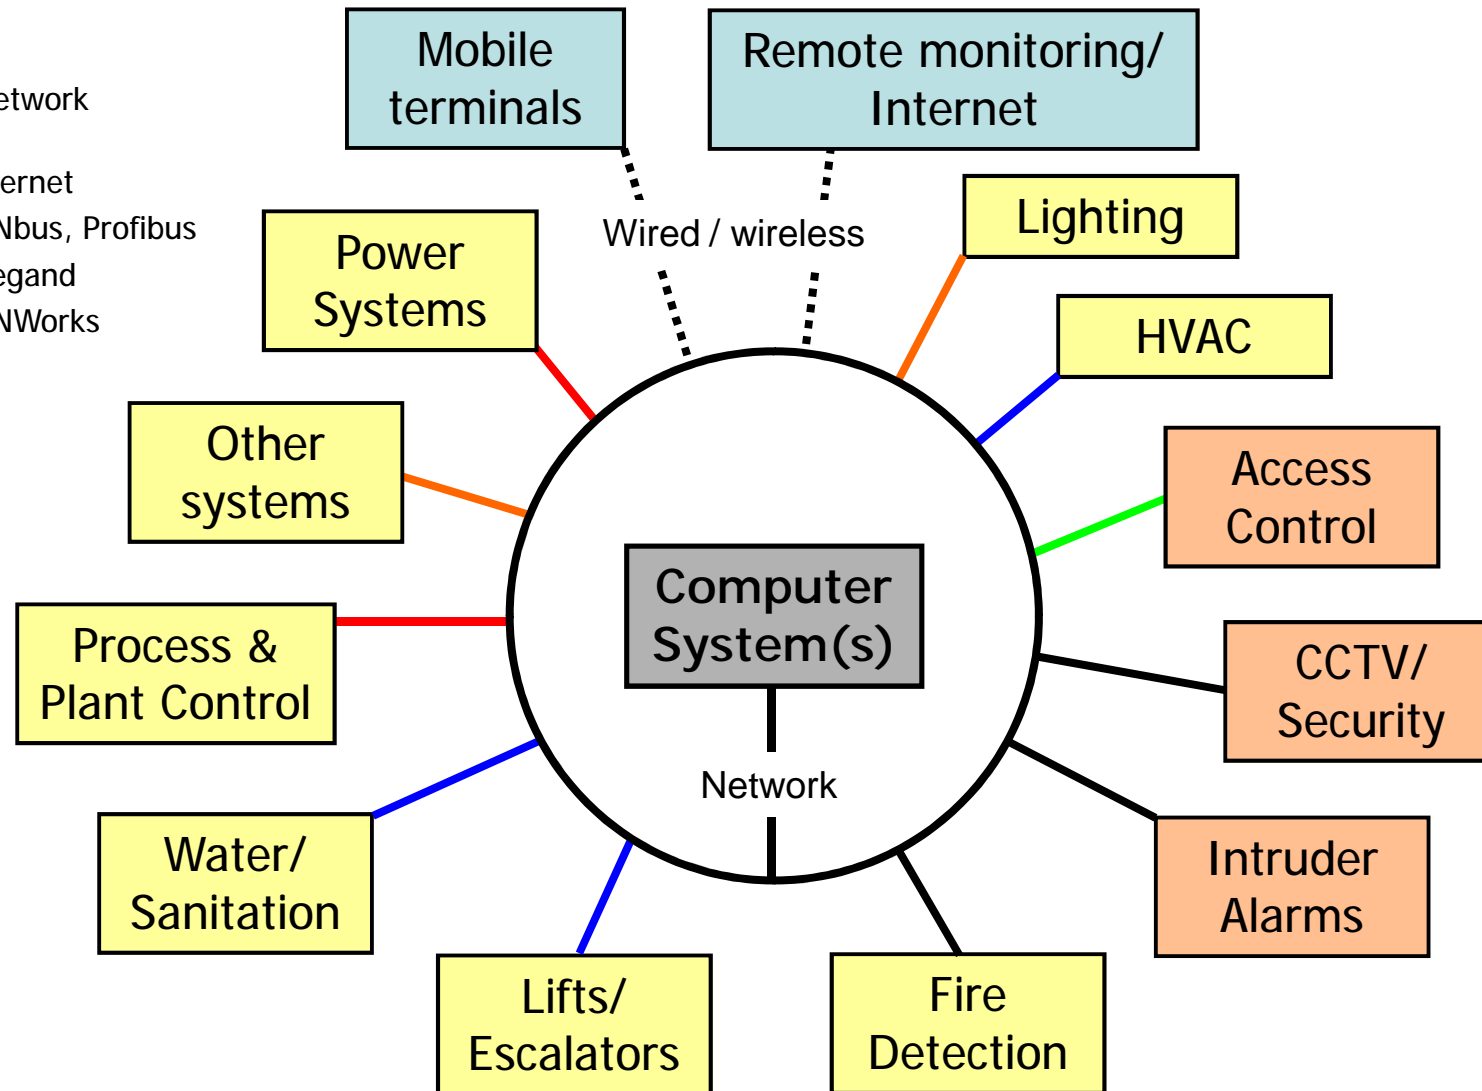 Mobile
terminals
Remote monitoring/
Internet
etwork
ernet
Nbus, Profibus
egand
NWorks
Wired / wireless
Lighting
Power
Systems
HVAC
Other
systems
Access
Control
Computer
System(s)
Process &
Plant Control
CCTV/
Security
Network
Water/
Sanitation
Intruder
Alarms
Lifts/
Escalators
Fire
Detection